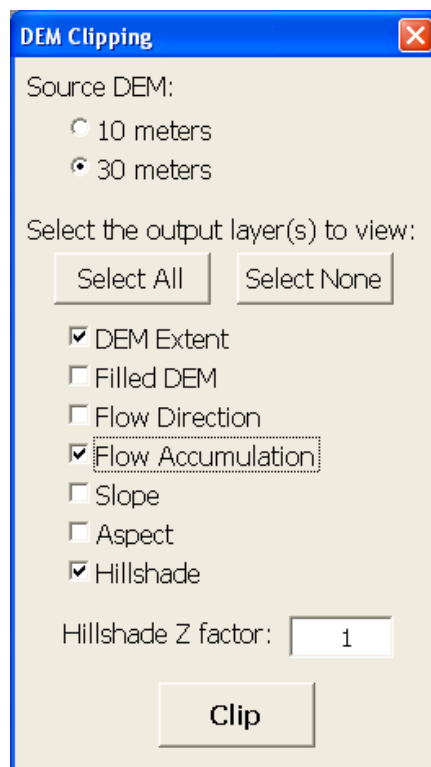 DEM Clipping
Source DEM:
10 meters
30 meters
Select the output layer(s) to view:
Select All Select None
DEM Extent
Filled DEM
Flow Direction
Flow Accumulation
Slope
Aspect
Hillshade
Hillshade Z factor: 1
Clip